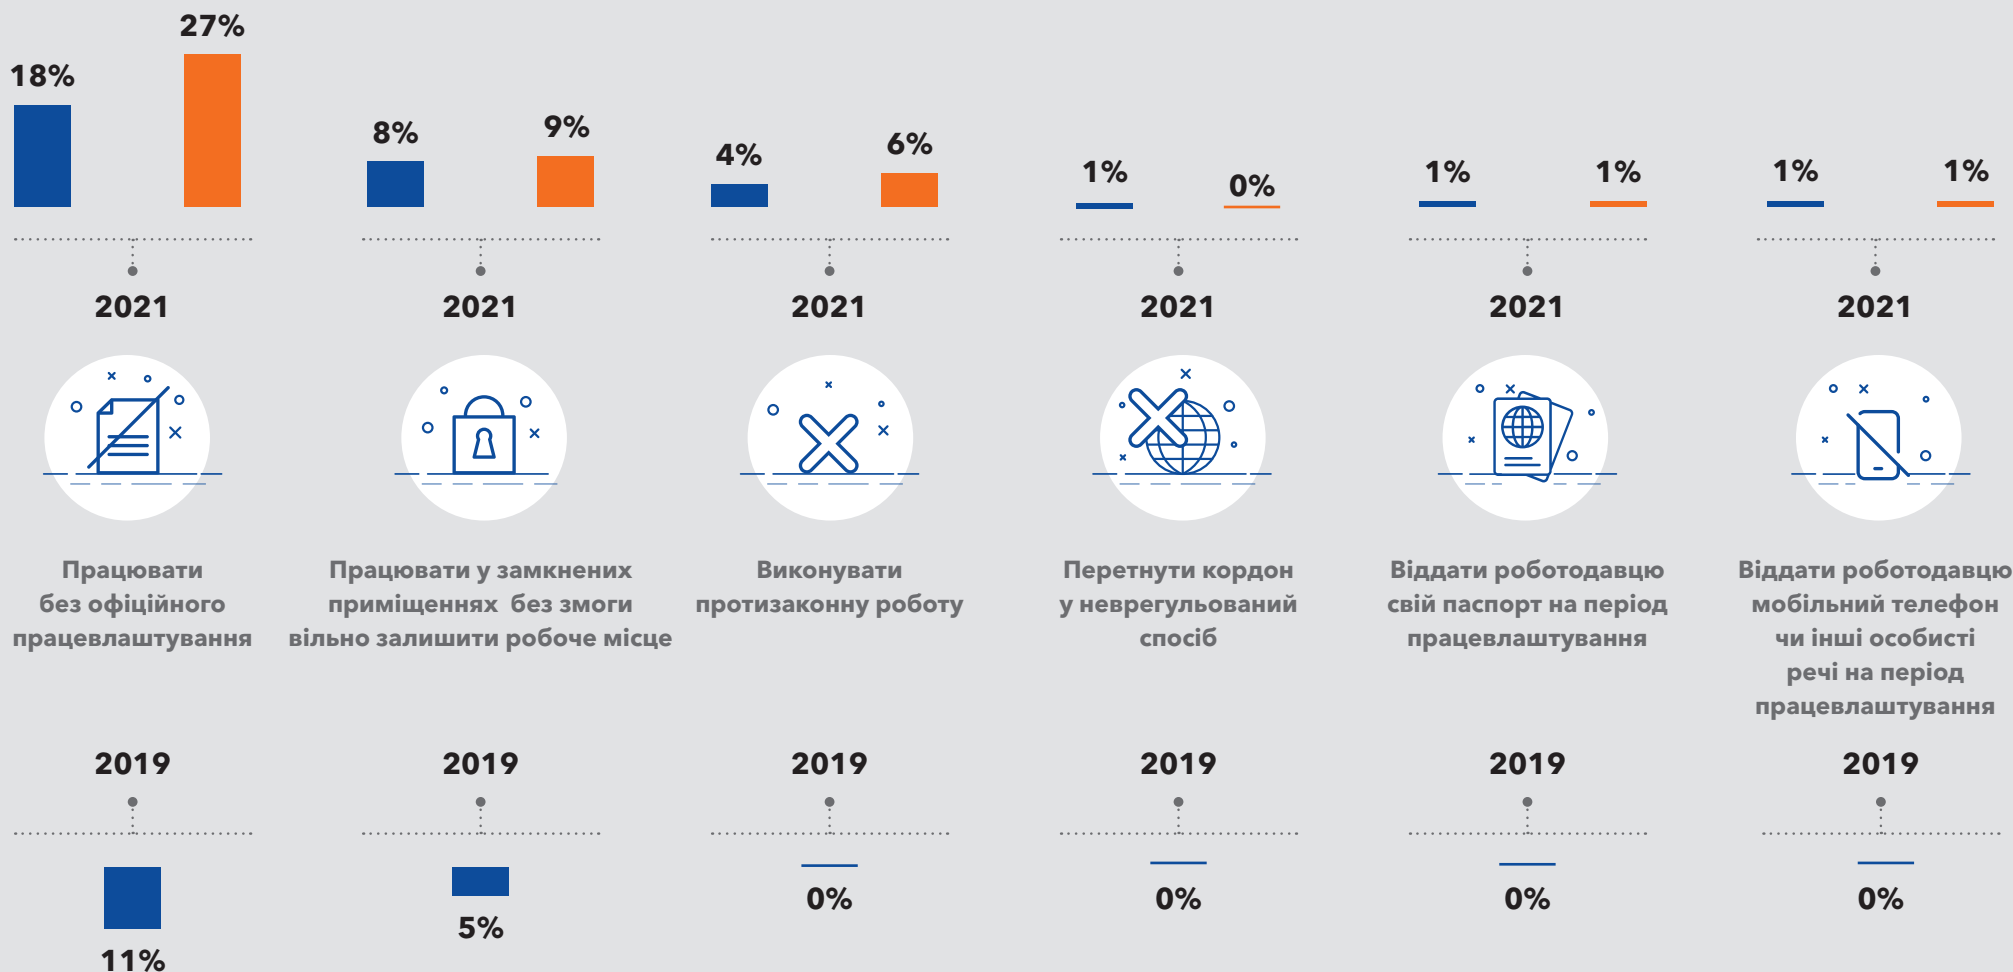 27%
18%
8%
9%
4%
6%
1%
0%
1%
1%
1%
1%
2021
2021
2021
2021
2021
2021
Працювати
без офіційного
працевлаштування
Працювати у замкнених
приміщеннях без змоги
вільно залишити робоче місце
Виконувати
протизаконну роботу
Перетнути кордон
у неврегульований
спосіб
Віддати роботодавцю
свій паспорт на період
працевлаштування
Віддати роботодавцю
мобільний телефон
чи інші особисті
речі на період
працевлаштування
2019
2019
2019
2019
2019
2019
11%
5%
0%
0%
0%
0%